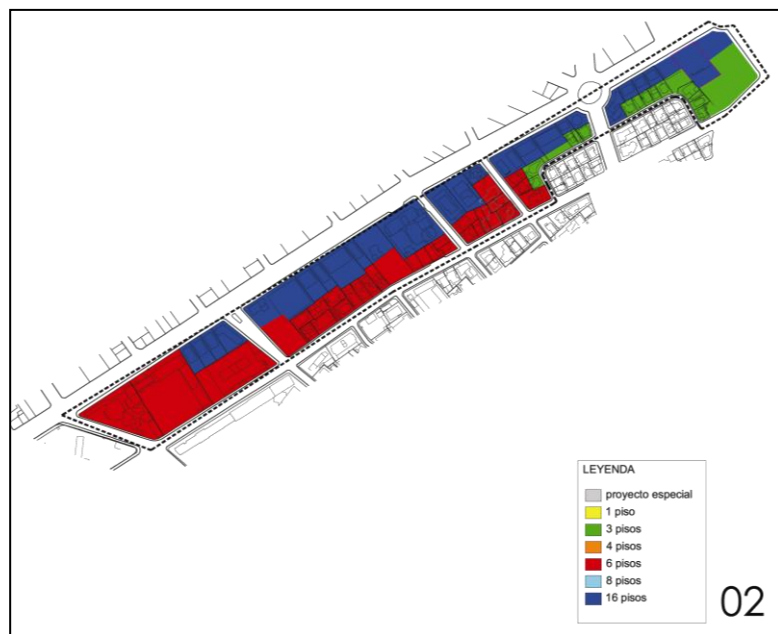 LEYENDA
proyecto especial
1 piso
3 pisos
4 pisos
6 pisos
8 pisos
16 pisos
02